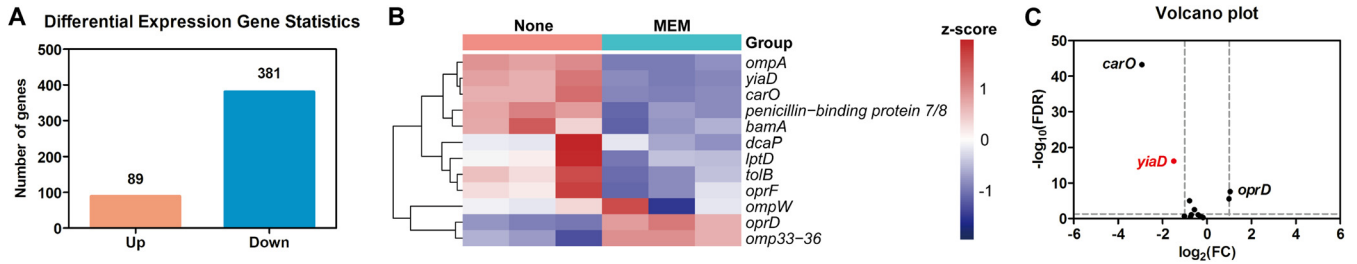 A
Differential Expression Gene Statistics
Number of genes
500
400
300
200
100
0
89
381
Up
Down
B
None
MEM
Group
ompA
yiaD
carO
penicillin−binding protein 7/8
bamA
dcaP
lptD
tolB
oprF
ompW
oprD
omp33−36
z-score
1
0
-1
C
Volcano plot
-log10(FDR)
50
40
30
20
10
0
carO
yiaD
oprD
-6
-4
-2
0
2
4
6
log2(FC)